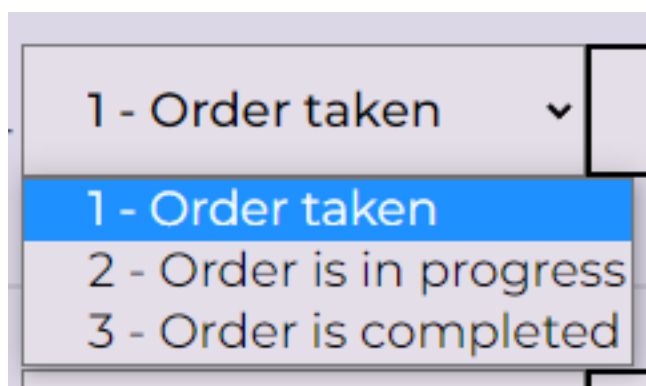 1 - Order taken
1 - Order taken
2 - Order is in progress
3 - Order is completed